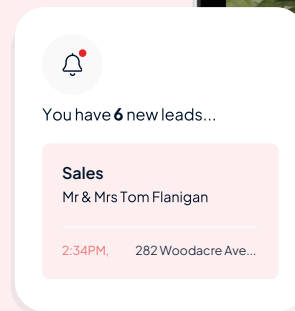 You have 6 new leads...
Sales
Mr & Mrs Tom Flanigan
2:34PM, 282 Woodacre Ave...